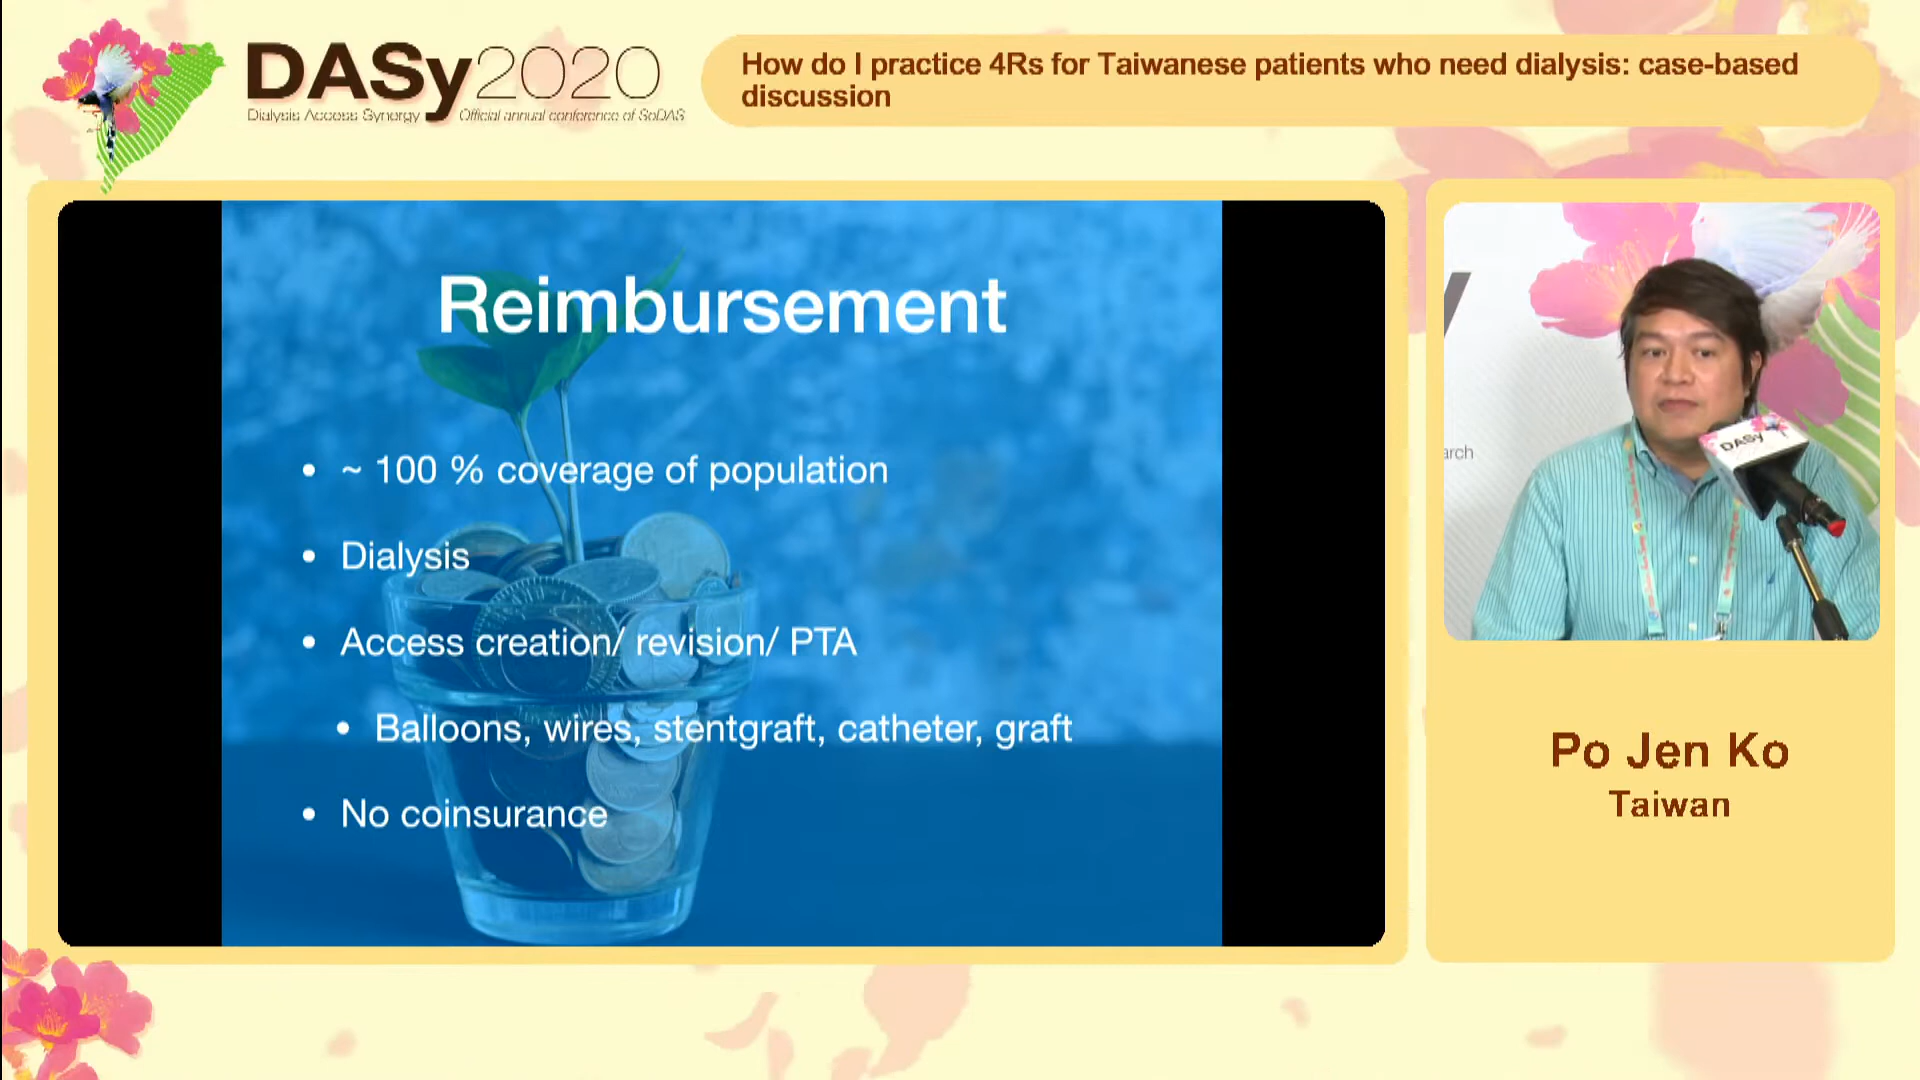 DASy2020
Dialysis Access Synergy Official annual conference of SoDAS
How do I practice 4Rs for Taiwanese patients who need dialysis: case-based
discussion
Reimbursement
• ~ 100 % coverage of population
• Dialysis
• Access creation/ revision/ PTA
• Balloons, wires, stentgraft, catheter, graft
• No coinsurance
y
arch
DASy
Po Jen Ko
Taiwan